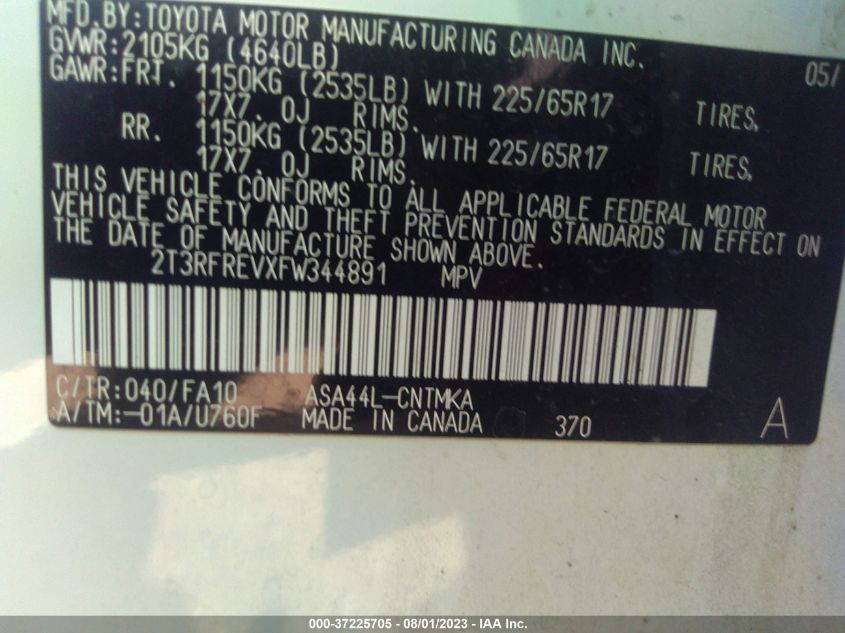 MFD.BY:TOYOTA MOTOR MANUFACTURING CANADA INC.
GVWR:2105KG (4640LB) 05/
GAWR:FRT. 1150KG (2535LB) WITH 225/65R17 TIRES,
17X7.0J RIMS.
RR. 1150KG (2535LB) WITH 225/65R17 TIRES,
17X7.0J RIMS.
THIS VEHICLE CONFORMS TO ALL APPLICABLE FEDERAL MOTOR
VEHICLE SAFETY AND THEFT PREVENTION STANDARDS IN EFFECT ON
THE DATE OF MANUFACTURE SHOWN ABOVE.
2T3RFREVXFW344891 MPV
C/TR:040/FA10 ASA44L-CNTMKA
A/TM:-01A/U760F MADE IN CANADA 370 A
000-37225705 - 08/01/2023 - IAA Inc.